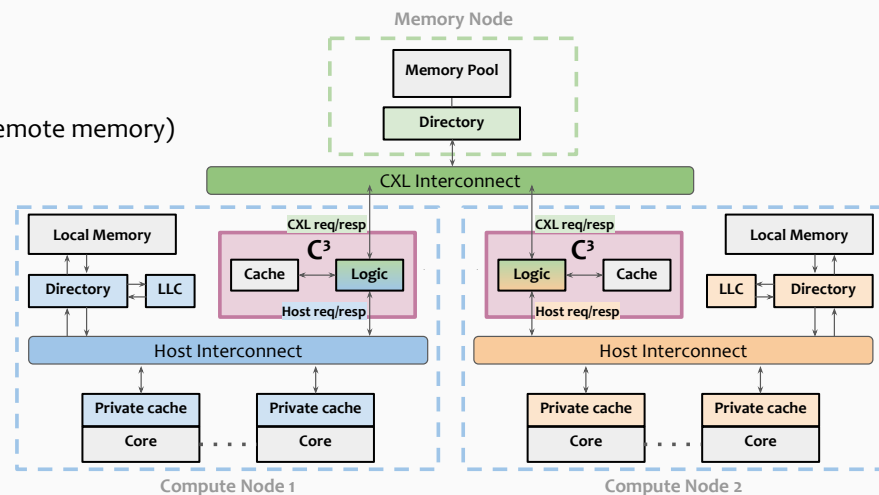 Memory Node
Memory Pool
Directory
emote memory)
CXL Interconnect
CXL req/resp
CXL req/resp
Local Memory
C³
C³
Local Memory
Cache
Logic
Logic
Cache
Directory
LLC
LLC
Directory
Host req/resp
Host req/resp
Host Interconnect
Host Interconnect
Private cache
Private cache
Private cache
Private cache
Core
Core
Core
Core
Compute Node 1
Compute Node 2